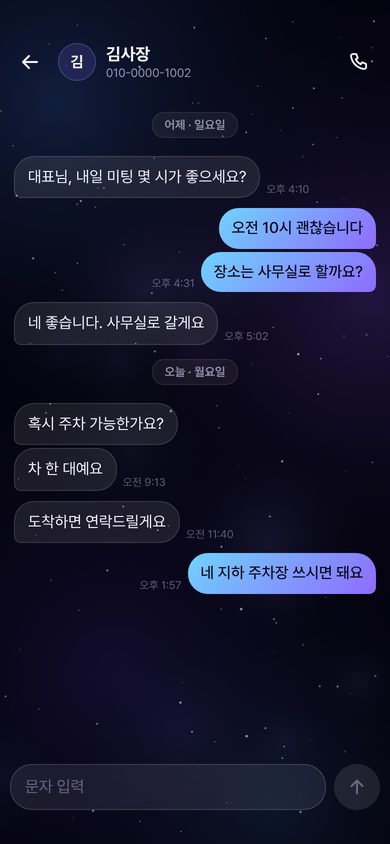 김
김사장
010-0000-1002
어제 · 일요일
대표님, 내일 미팅 몇 시가 좋으세요?
오후 4:10
오전 10시 괜찮습니다
장소는 사무실로 할까요?
오후 4:31
네 좋습니다. 사무실로 갈게요
오후 5:02
오늘 · 월요일
혹시 주차 가능한가요?
차 한 대예요
오전 9:13
도착하면 연락드릴게요
오전 11:40
네 지하 주차장 쓰시면 돼요
오후 1:57
문자 입력